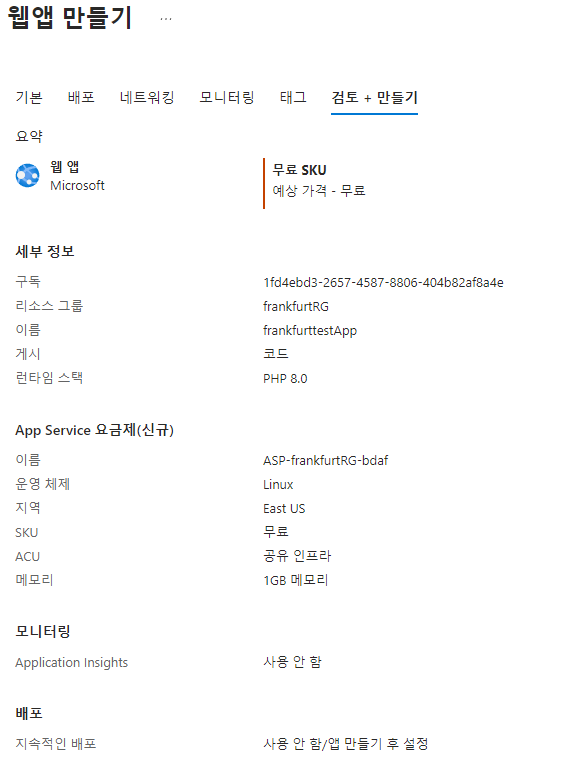 웹앱 만들기 ...
기본 배포 네트워킹 모니터링 태그 검토 + 만들기
요약
웹 앱
Microsoft
무료 SKU
예상 가격 - 무료
세부 정보
구독 1fd4ebd3-2657-4587-8806-404b82af8a4e
리소스 그룹 frankfurtRG
이름 frankfurttestApp
게시 코드
런타임 스택 PHP 8.0
App Service 요금제(신규)
이름 ASP-frankfurtRG-bdaf
운영 체제 Linux
지역 East US
SKU 무료
ACU 공유 인프라
메모리 1GB 메모리
모니터링
Application Insights 사용 안 함
배포
지속적인 배포 사용 안 함/앱 만들기 후 설정